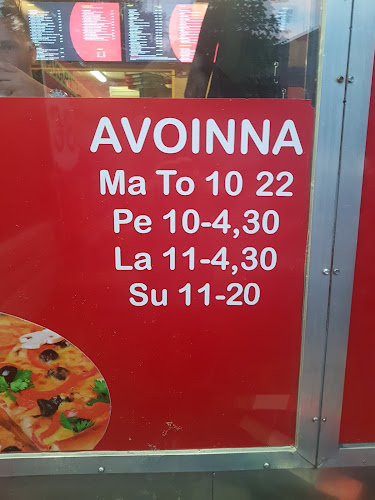 AVOINNA
Ma To 10 22
Pe 10-4,30
La 11-4,30
Su 11-20